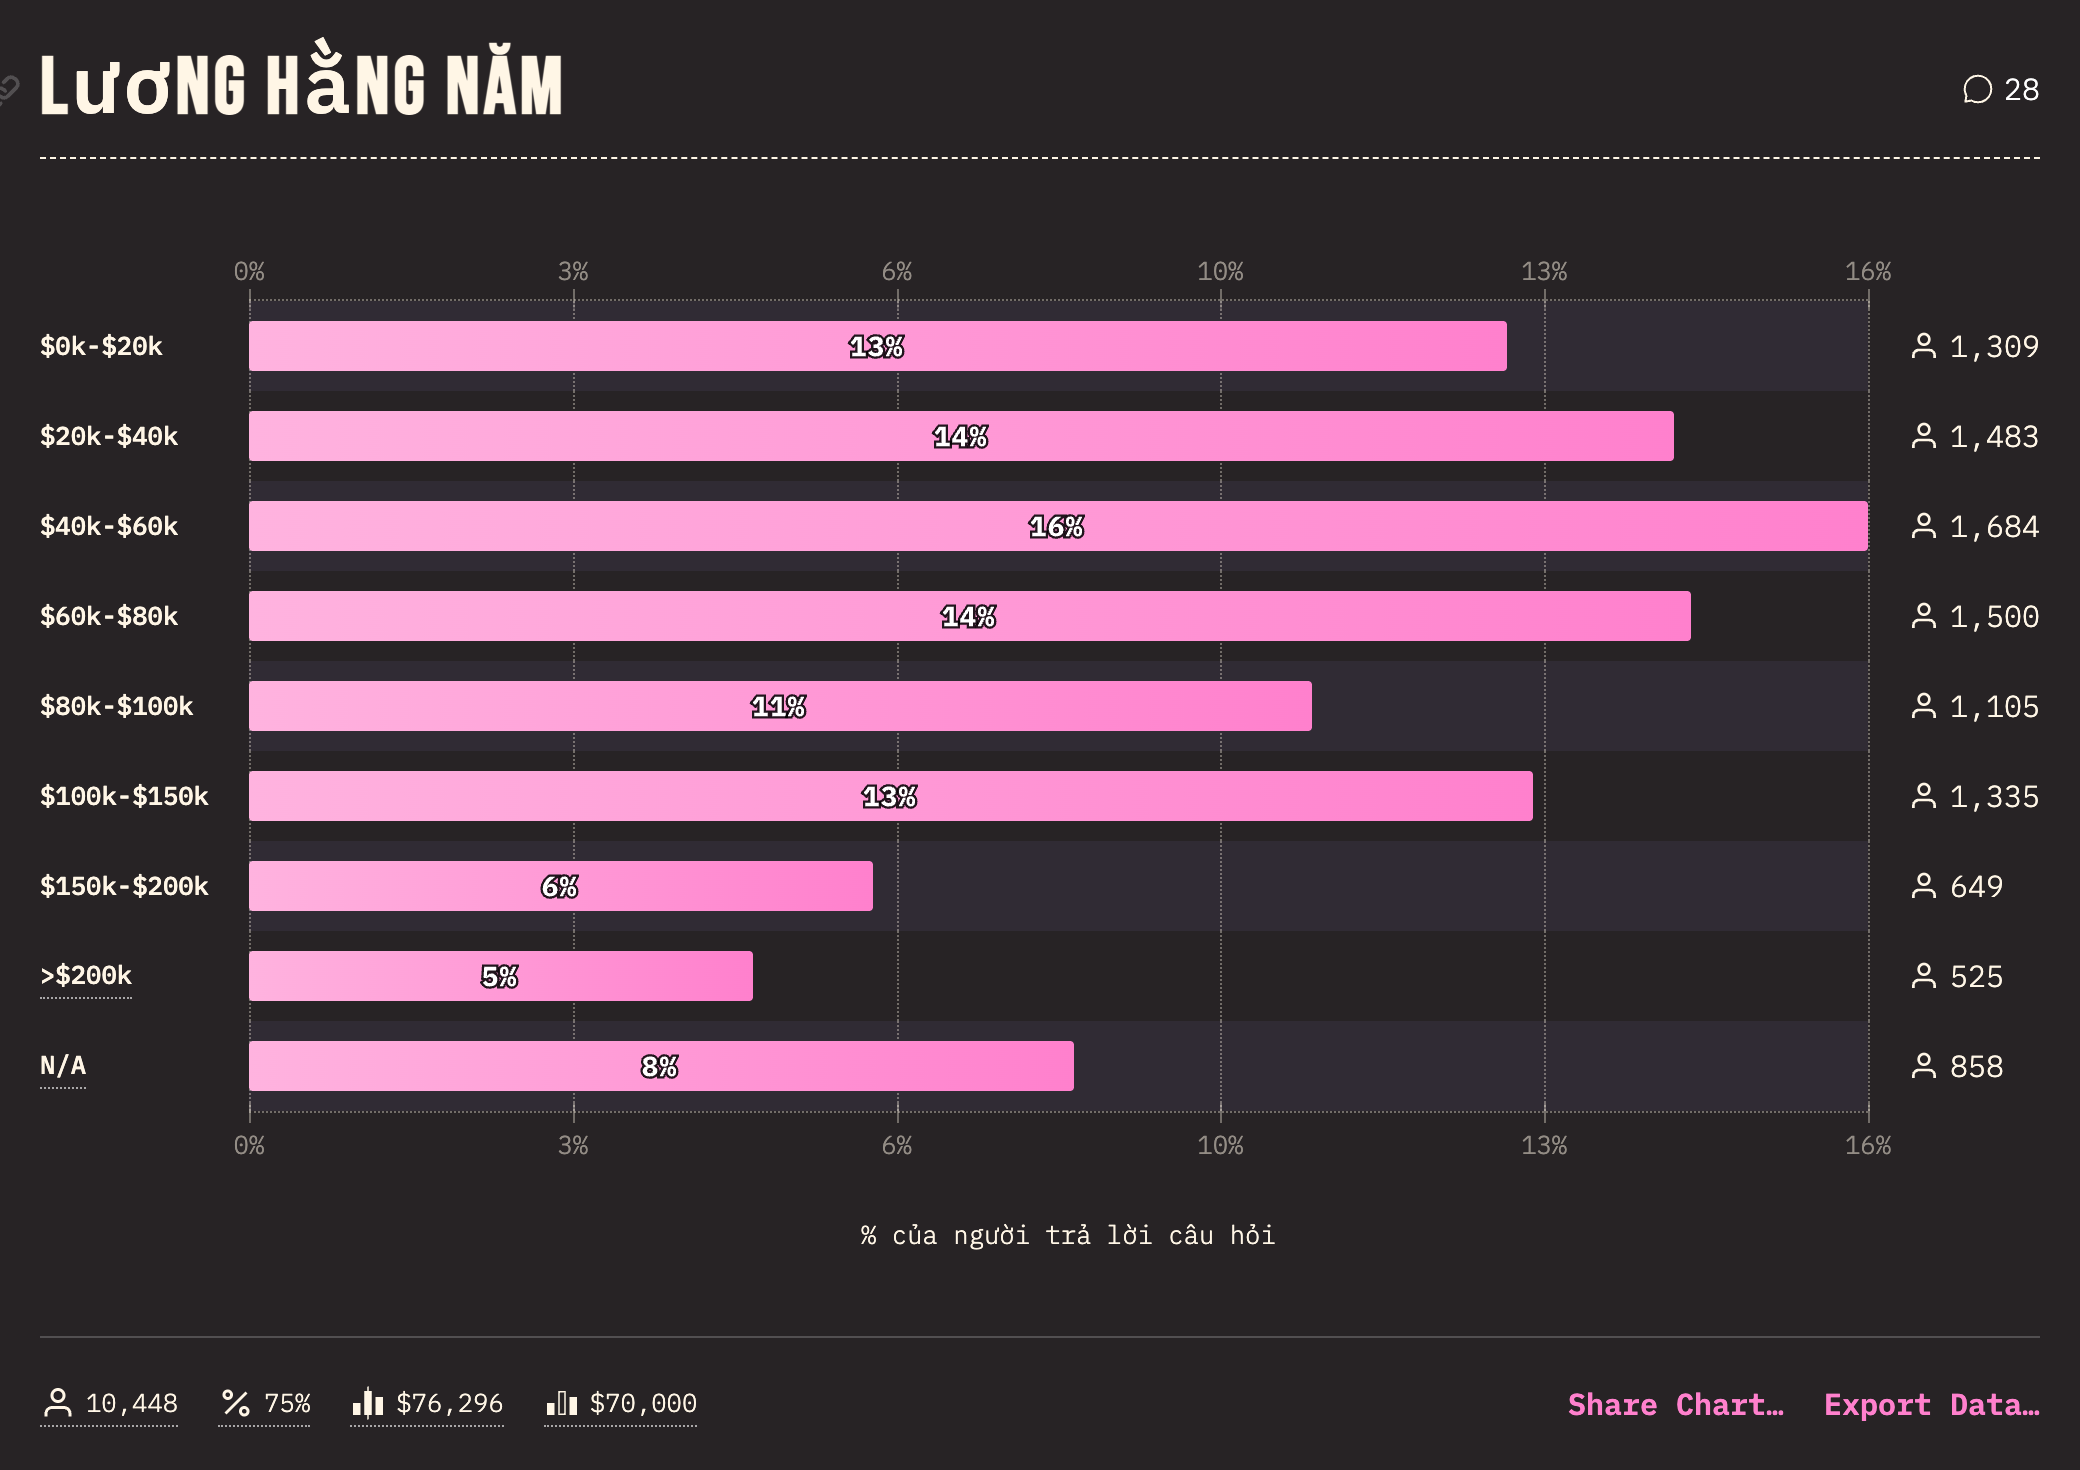 LươNG HằNG NĂM
28
0% 3% 6% 10% 13% 16%
$0k-$20k 13% 1,309
$20k-$40k 14% 1,483
$40k-$60k 16% 1,684
$60k-$80k 14% 1,500
$80k-$100k 11% 1,105
$100k-$150k 13% 1,335
$150k-$200k 6% 649
>$200k 5% 525
N/A 8% 858
0% 3% 6% 10% 13% 16%
% của người trả lời câu hỏi
10,448 75% $76,296 $70,000 Share Chart… Export Data…